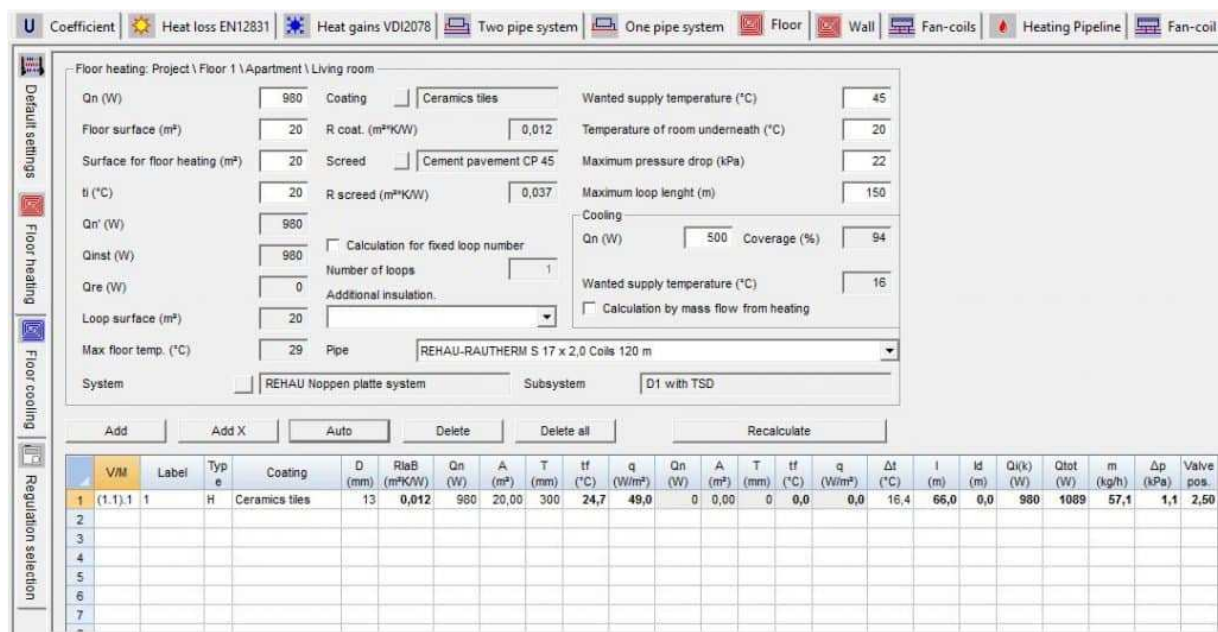 U Coefficient Heat loss EN12831 Heat gains VDI2078 Two pipe system One pipe system Floor Wall Fan-coils Heating Pipeline Fan-coil
Default settings
Floor heating
Floor cooling
Regulation selection
Floor heating: Project \ Floor 1 \ Apartment \ Living room
Qn (W) 980 Coating Ceramics tiles Wanted supply temperature (°C) 45
Floor surface (m²) 20 R coat. (m²*K/W) 0,012 Temperature of room underneath (°C) 20
Surface for floor heating (m²) 20 Screed Cement pavement CP 45 Maximum pressure drop (kPa) 22
ti (°C) 20 R screed (m²*K/W) 0,037 Maximum loop lenght (m) 150
Qn' (W) 980 Cooling
Qn (W) 500 Coverage (%) 94
Qinst (W) 980 Calculation for fixed loop number
Number of loops 1
Qre (W) 0 Additional insulation. Wanted supply temperature (°C) 16
Loop surface (m²) 20 Calculation by mass flow from heating
Max floor temp. (°C) 29 Pipe REHAU-RAUTHERM S 17 x 2,0 Coils 120 m
System REHAU Noppen platte system Subsystem D1 with TSD
Add Add X Auto Delete Delete all Recalculate
V/M Label Typ e Coating D (mm) RlaB (m²K/W) Qn (W) A (m²) T (mm) tf (°C) q (W/m²) Qn (W) A (m²) T (mm) tf (°C) q (W/m²) Δt (°C) l (m) ld (m) Qi(k) (W) Qtot (W) m (kg/h) Δp (kPa) Valve pos.
1 (1.1).1 1 H Ceramics tiles 13 0,012 980 20,00 300 24,7 49,0 0 0,00 0 0,0 0,0 16,4 66,0 0,0 980 1089 57,1 1,1 2,50
2
3
4
5
6
7